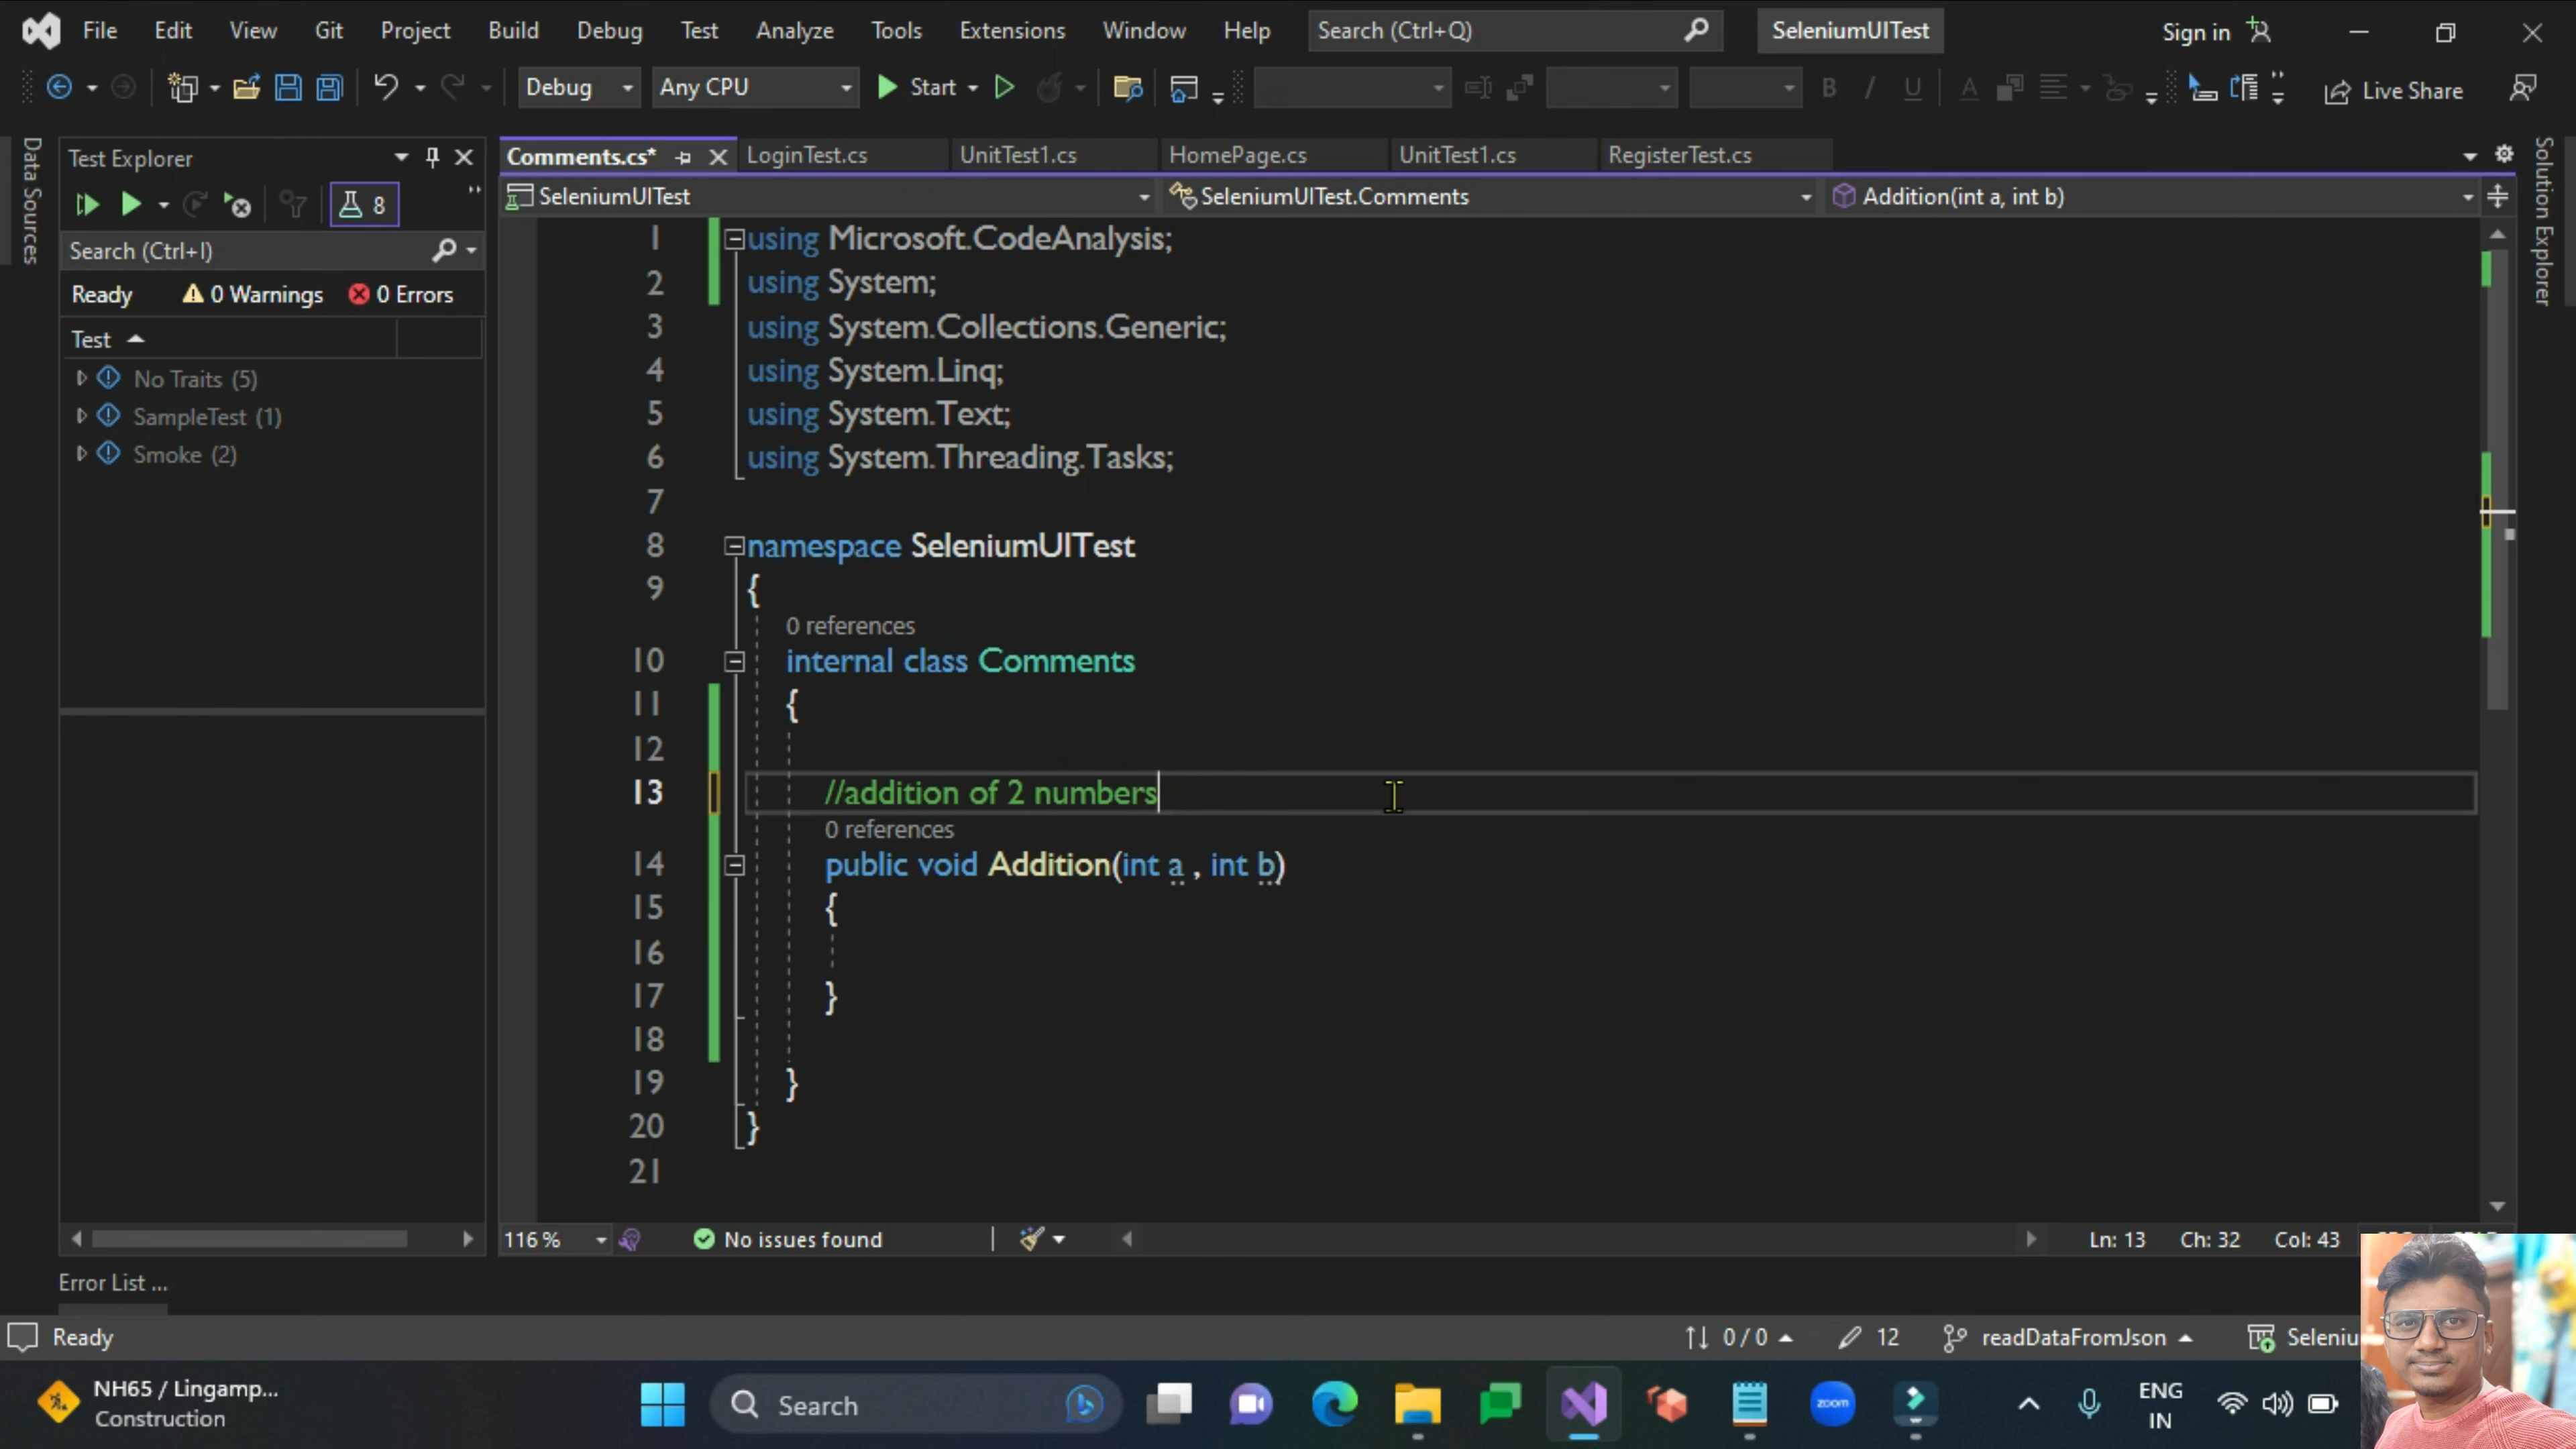 File Edit View Git Project Build Debug Test Analyze Tools Extensions Window Help Search (Ctrl+Q) SeleniumUITest Sign in
Debug Any CPU Start Live Share
Data Sources
Test Explorer
8
Search (Ctrl+I)
Ready 0 Warnings 0 Errors
Test
No Traits (5)
SampleTest (1)
Smoke (2)
Comments.cs* LoginTest.cs UnitTest1.cs HomePage.cs UnitTest1.cs RegisterTest.cs
SeleniumUITest SeleniumUITest.Comments Addition(int a, int b)
Solution Explorer
1 using Microsoft.CodeAnalysis;
2 using System;
3 using System.Collections.Generic;
4 using System.Linq;
5 using System.Text;
6 using System.Threading.Tasks;
7
8 namespace SeleniumUITest
9 {
0 references
10 internal class Comments
11 {
12
13 //addition of 2 numbers
0 references
14 public void Addition(int a , int b)
15 {
16
17 }
18
19 }
20 }
21
116 % No issues found Ln: 13 Ch: 32 Col: 43
Error List ...
Ready 0 / 0 12 readDataFromJson
NH65 / Lingamp...
Construction
Search
zoom
ENG
IN